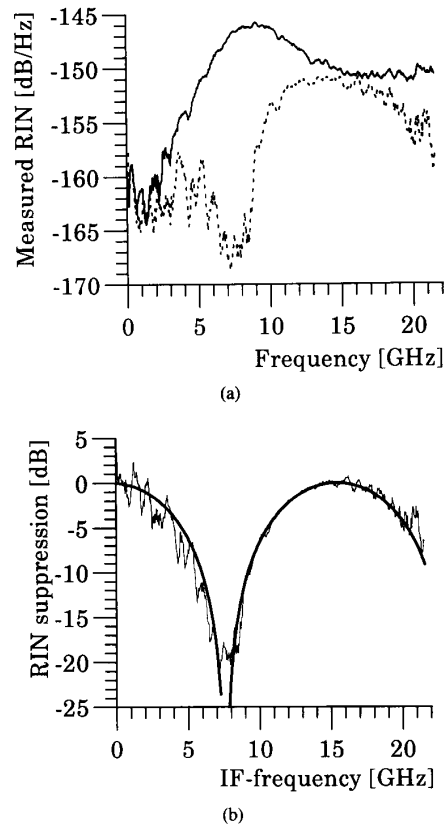 -145
-150
-155
-160
-165
-170
Measured RIN [dB/Hz]
0 5 10 15 20
Frequency [GHz]
(a)
5
0
-5
-10
-15
-20
-25
RIN suppression [dB]
0 5 10 15 20
IF-frequency [GHz]
(b)